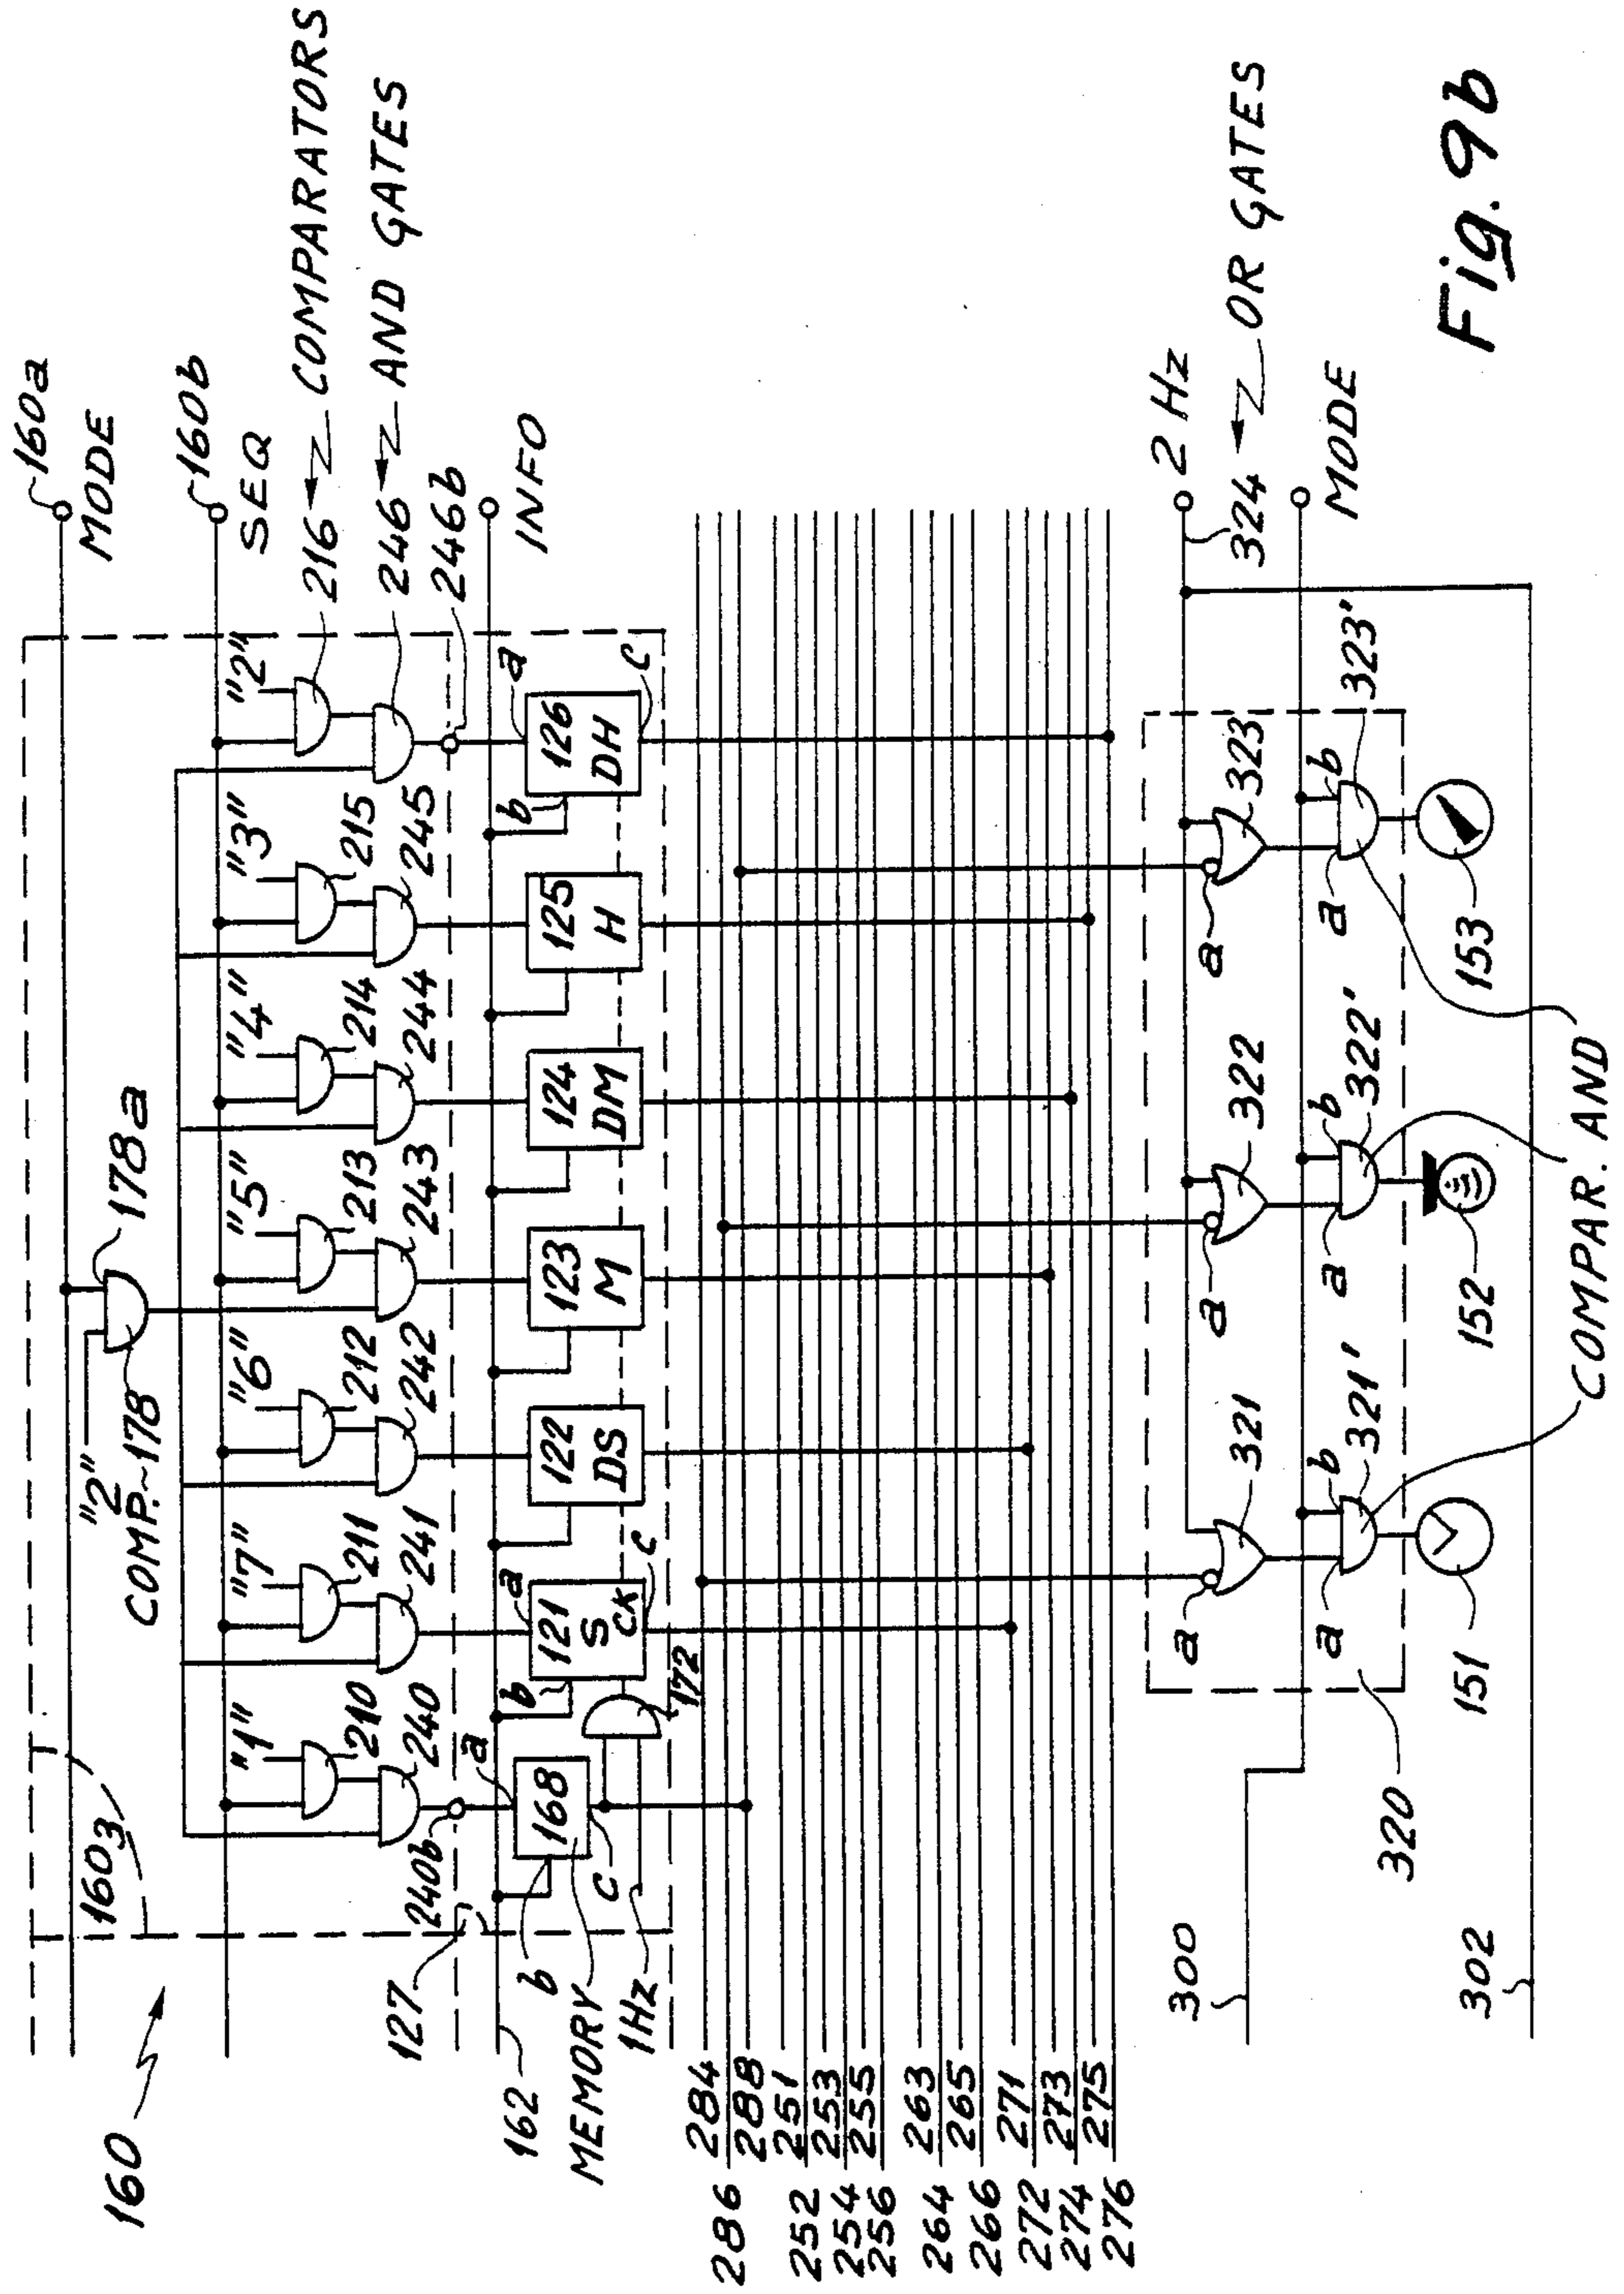 160
160a
MODE
160b
SEQ
216 COMPARATORS
246 AND GATES
246b
INFO
178a
"2"
COMP. 178
160₃
"1" "7" "6" "5" "4" "3" "2"
210 211 212 213 214 215
240 241 242 243 244 245
240b
127
162
a a a
b b b
168
121 S CK
122 DS
123 M
124 DM
125 H
126 DH
c c c
172
MEMORY
1Hz
284
286
288
251
252
253
254
255
256
263
264
265
266
271
272
273
274
275
276
2 Hz
324 OR GATES
MODE
a 321
a 322
a 323
a b 321'
a b 322'
a b 323'
300
320
151
152
153
302
COMPAR. AND
Fig. 9b